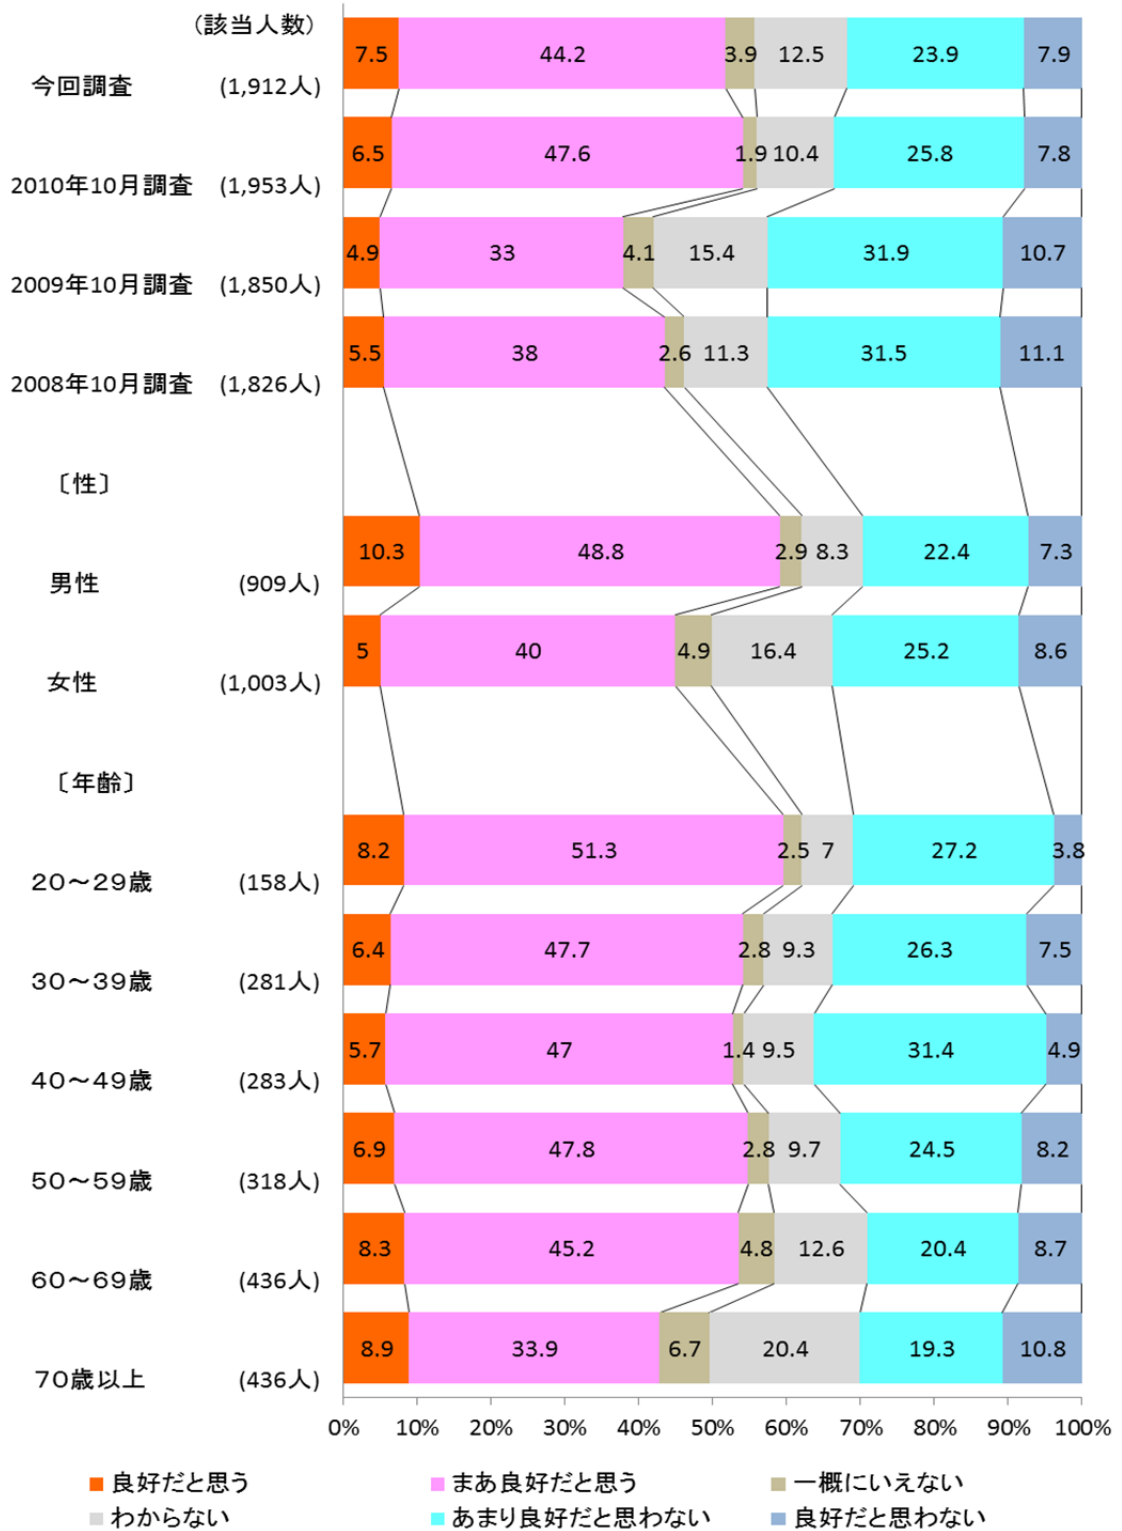 (該当人数)
今回調査 (1,912人) 7.5 44.2 3.9 12.5 23.9 7.9
2010年10月調査 (1,953人) 6.5 47.6 1.9 10.4 25.8 7.8
2009年10月調査 (1,850人) 4.9 33 4.1 15.4 31.9 10.7
2008年10月調査 (1,826人) 5.5 38 2.6 11.3 31.5 11.1
〔性〕
男性 (909人) 10.3 48.8 2.9 8.3 22.4 7.3
女性 (1,003人) 5 40 4.9 16.4 25.2 8.6
〔年齢〕
20～29歳 (158人) 8.2 51.3 2.5 7 27.2 3.8
30～39歳 (281人) 6.4 47.7 2.8 9.3 26.3 7.5
40～49歳 (283人) 5.7 47 1.4 9.5 31.4 4.9
50～59歳 (318人) 6.9 47.8 2.8 9.7 24.5 8.2
60～69歳 (436人) 8.3 45.2 4.8 12.6 20.4 8.7
70歳以上 (436人) 8.9 33.9 6.7 20.4 19.3 10.8
0% 10% 20% 30% 40% 50% 60% 70% 80% 90% 100%
良好だと思う まあ良好だと思う 一概にいえない
わからない あまり良好だと思わない 良好だと思わない